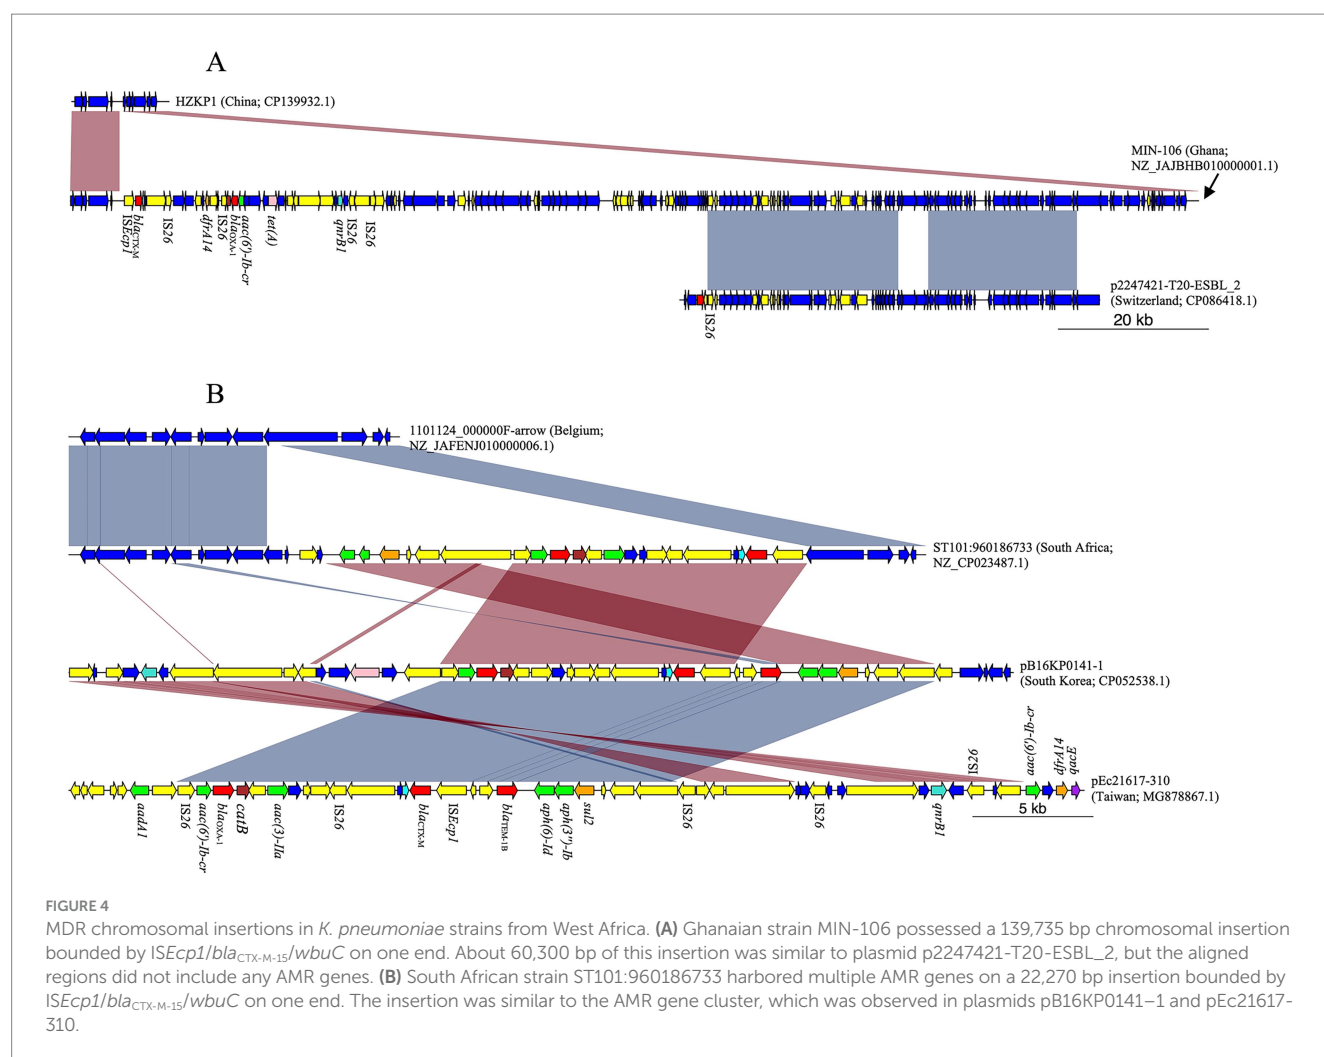 A
HZKP1 (China; CP139932.1)
MIN-106 (Ghana;
NZ_JAJBHB010000001.1)
ISEcp1
blaCTX-M
IS26
dfrA14
IS26
blaOXA-1
aac(6')-Ib-cr
tet(A)
qnrB1
IS26
IS26
p2247421-T20-ESBL_2
(Switzerland; CP086418.1)
IS26
20 kb
B
1101124_000000F-arrow (Belgium;
NZ_JAFENJ010000006.1)
ST101:960186733 (South Africa;
NZ_CP023487.1)
pB16KP0141-1
(South Korea; CP052538.1)
IS26
aac(6')-Ib-cr
dfrA14
qacE
pEc21617-310
(Taiwan; MG878867.1)
5 kb
aadA1
IS26
aac(6')-Ib-cr
blaOXA-1
catB
aac(3)-IIa
IS26
blaCTX-M
ISEcp1
blaTEM-1B
aph(6)-Id
aph(3'')-Ib
sul2
IS26
IS26
qnrB1
FIGURE 4
MDR chromosomal insertions in K. pneumoniae strains from West Africa. (A) Ghanaian strain MIN-106 possessed a 139,735 bp chromosomal insertion
bounded by ISEcp1/blaCTX-M-15/wbuC on one end. About 60,300 bp of this insertion was similar to plasmid p2247421-T20-ESBL_2, but the aligned
regions did not include any AMR genes. (B) South African strain ST101:960186733 harbored multiple AMR genes on a 22,270 bp insertion bounded by
ISEcp1/blaCTX-M-15/wbuC on one end. The insertion was similar to the AMR gene cluster, which was observed in plasmids pB16KP0141–1 and pEc21617-
310.